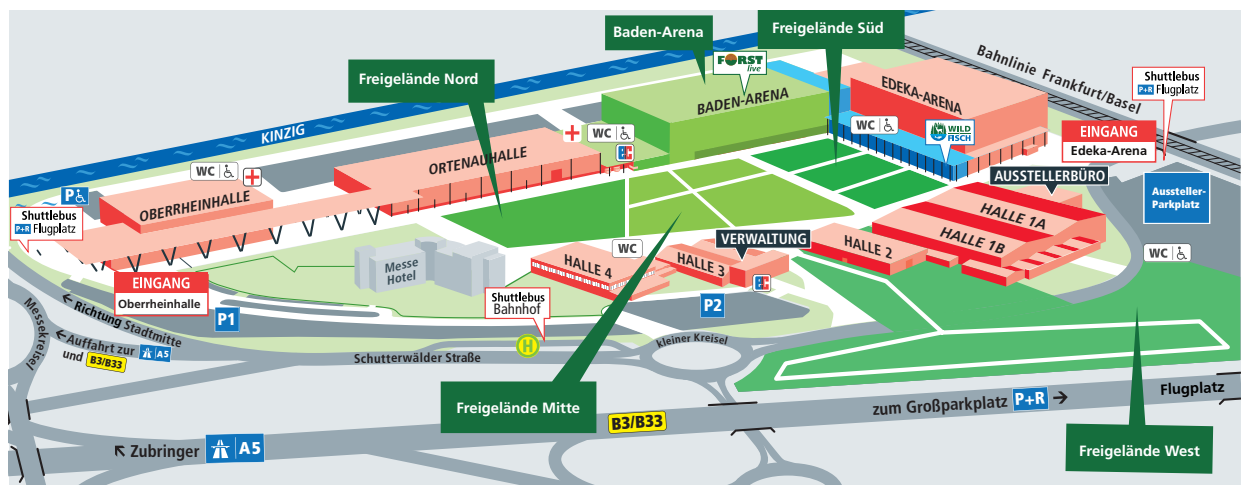 Baden-Arena
Freigelände Süd
Freigelände Nord
FORST
live
BADEN-ARENA
EDEKA-ARENA
Bahnlinie Frankfurt/Basel
Shuttlebus
P+R Flugplatz
KINZIG
WC
WC
WILD
FISCH
EINGANG
Edeka-Arena
ORTENAUHALLE
EC
WC
AUSSTELLERBÜRO
P
OBERRHEINHALLE
Aussteller-
Parkplatz
Shuttlebus
P+R Flugplatz
HALLE 1A
HALLE 1B
VERWALTUNG
HALLE 2
WC
WC
Messe
Hotel
HALLE 4
HALLE 3
EC
EINGANG
Oberrheinhalle
Shuttlebus
Bahnhof
P2
P1
Richtung Stadtmitte
Messekreisel
Auffahrt zur A5
und B3/B33
H
Schutterwälder Straße
kleiner Kreisel
Freigelände Mitte
B3/B33
zum Großparkplatz P+R
Flugplatz
Zubringer A5
Freigelände West